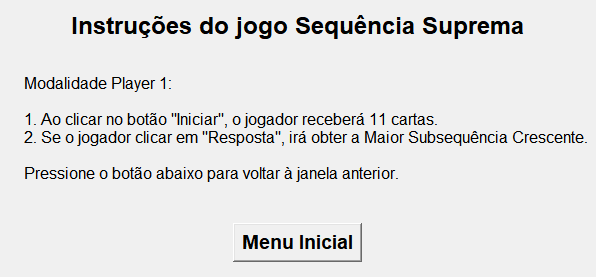 Instruções do jogo Sequência Suprema
Modalidade Player 1:
1. Ao clicar no botão "Iniciar", o jogador receberá 11 cartas.
2. Se o jogador clicar em "Resposta", irá obter a Maior Subsequência Crescente.
Pressione o botão abaixo para voltar à janela anterior.
Menu Inicial